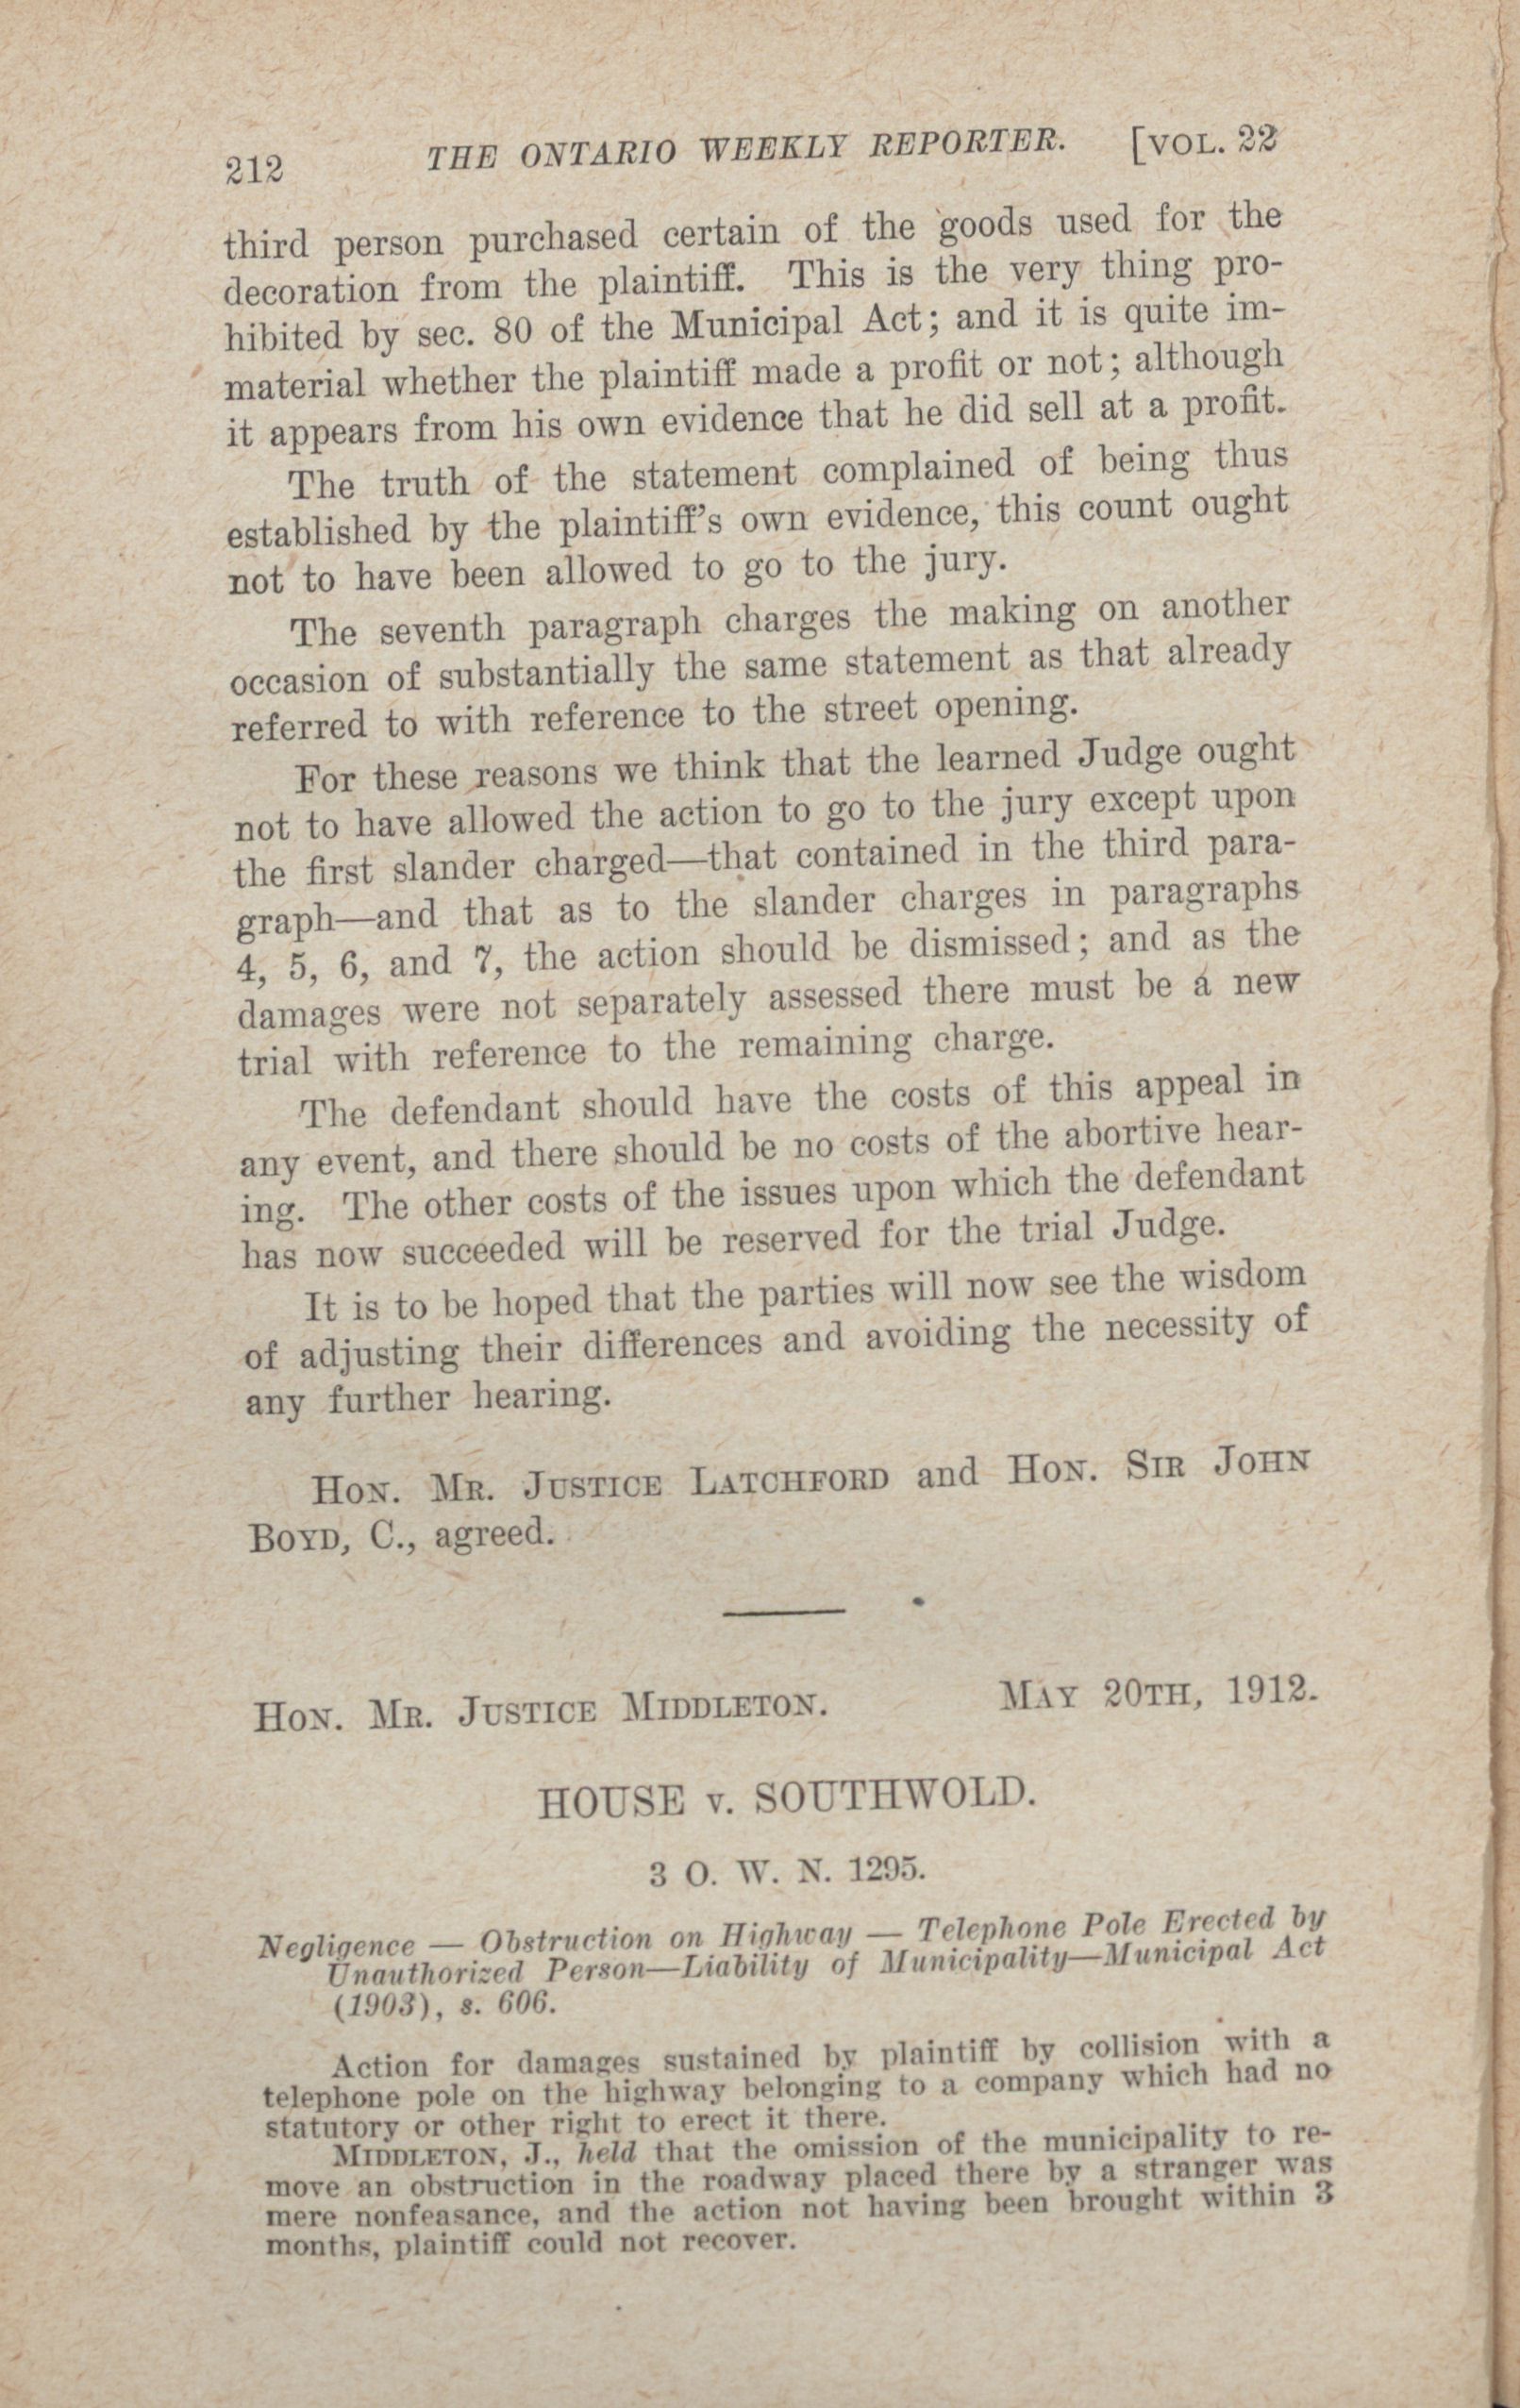 212 THE ONTARIO WEEKLY REPORTER. [VOL. 22
third person purchased certain of the goods used for the
decoration from the plaintiff. This is the very thing pro-
hibited by sec. 80 of the Municipal Act; and it is quite im-
material whether the plaintiff made a profit or not; although
it appears from his own evidence that he did sell at a profit.
The truth of the statement complained of being thus
established by the plaintiff's own evidence, this count ought
not to have been allowed to go to the jury.
The seventh paragraph charges the making on another
occasion of substantially the same statement as that already
referred to with reference to the street opening.
For these reasons we think that the learned Judge ought
not to have allowed the action to go to the jury except upon
the first slander charged—that contained in the third para-
graph—and that as to the slander charges in paragraphs
4, 5, 6, and 7, the action should be dismissed; and as the
damages were not separately assessed there must be a new
trial with reference to the remaining charge.
The defendant should have the costs of this appeal in
any event, and there should be no costs of the abortive hear-
ing. The other costs of the issues upon which the defendant
has now succeeded will be reserved for the trial Judge.
It is to be hoped that the parties will now see the wisdom
of adjusting their differences and avoiding the necessity of
any further hearing.
HON. MR. JUSTICE LATCHFORD and HON. SIR JOHN
BOYD, C., agreed.
HON. MR. JUSTICE MIDDLETON. MAY 20TH, 1912.
HOUSE v. SOUTHWOLD.
3 O. W. N. 1295.
Negligence — Obstruction on Highway — Telephone Pole Erected by
Unauthorized Person—Liability of Municipality—Municipal Act
(1903), s. 606.
Action for damages sustained by plaintiff by collision with a
telephone pole on the highway belonging to a company which had no
statutory or other right to erect it there.
MIDDLETON, J., held that the omission of the municipality to re-
move an obstruction in the roadway placed there by a stranger was
mere nonfeasance, and the action not having been brought within 3
months, plaintiff could not recover.